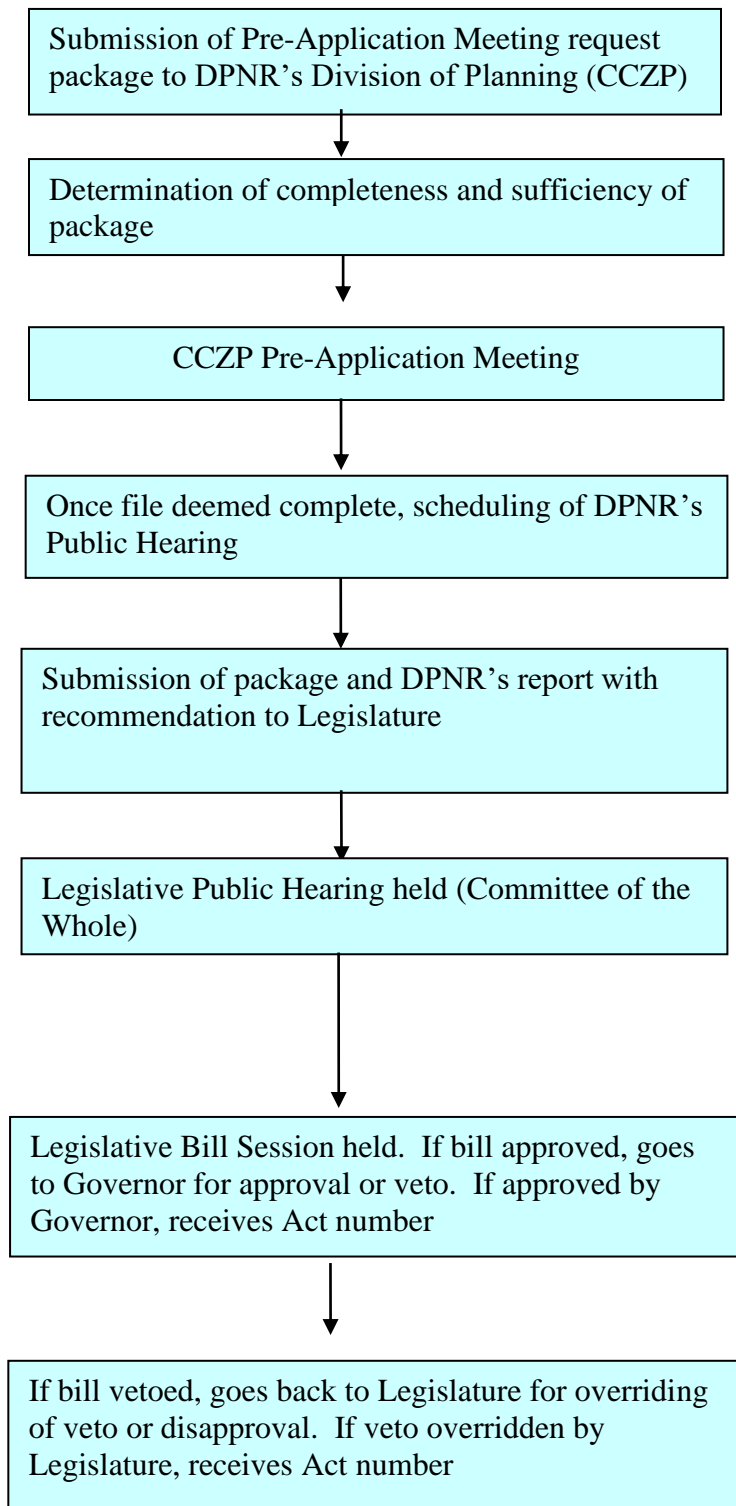 Submission of Pre-Application Meeting request
package to DPNR’s Division of Planning (CCZP)
Determination of completeness and sufficiency of
package
CCZP Pre-Application Meeting
Once file deemed complete, scheduling of DPNR’s
Public Hearing
Submission of package and DPNR’s report with
recommendation to Legislature
Legislative Public Hearing held (Committee of the
Whole)
Legislative Bill Session held.  If bill approved, goes
to Governor for approval or veto.  If approved by
Governor, receives Act number
If bill vetoed, goes back to Legislature for overriding
of veto or disapproval.  If veto overridden by
Legislature, receives Act number